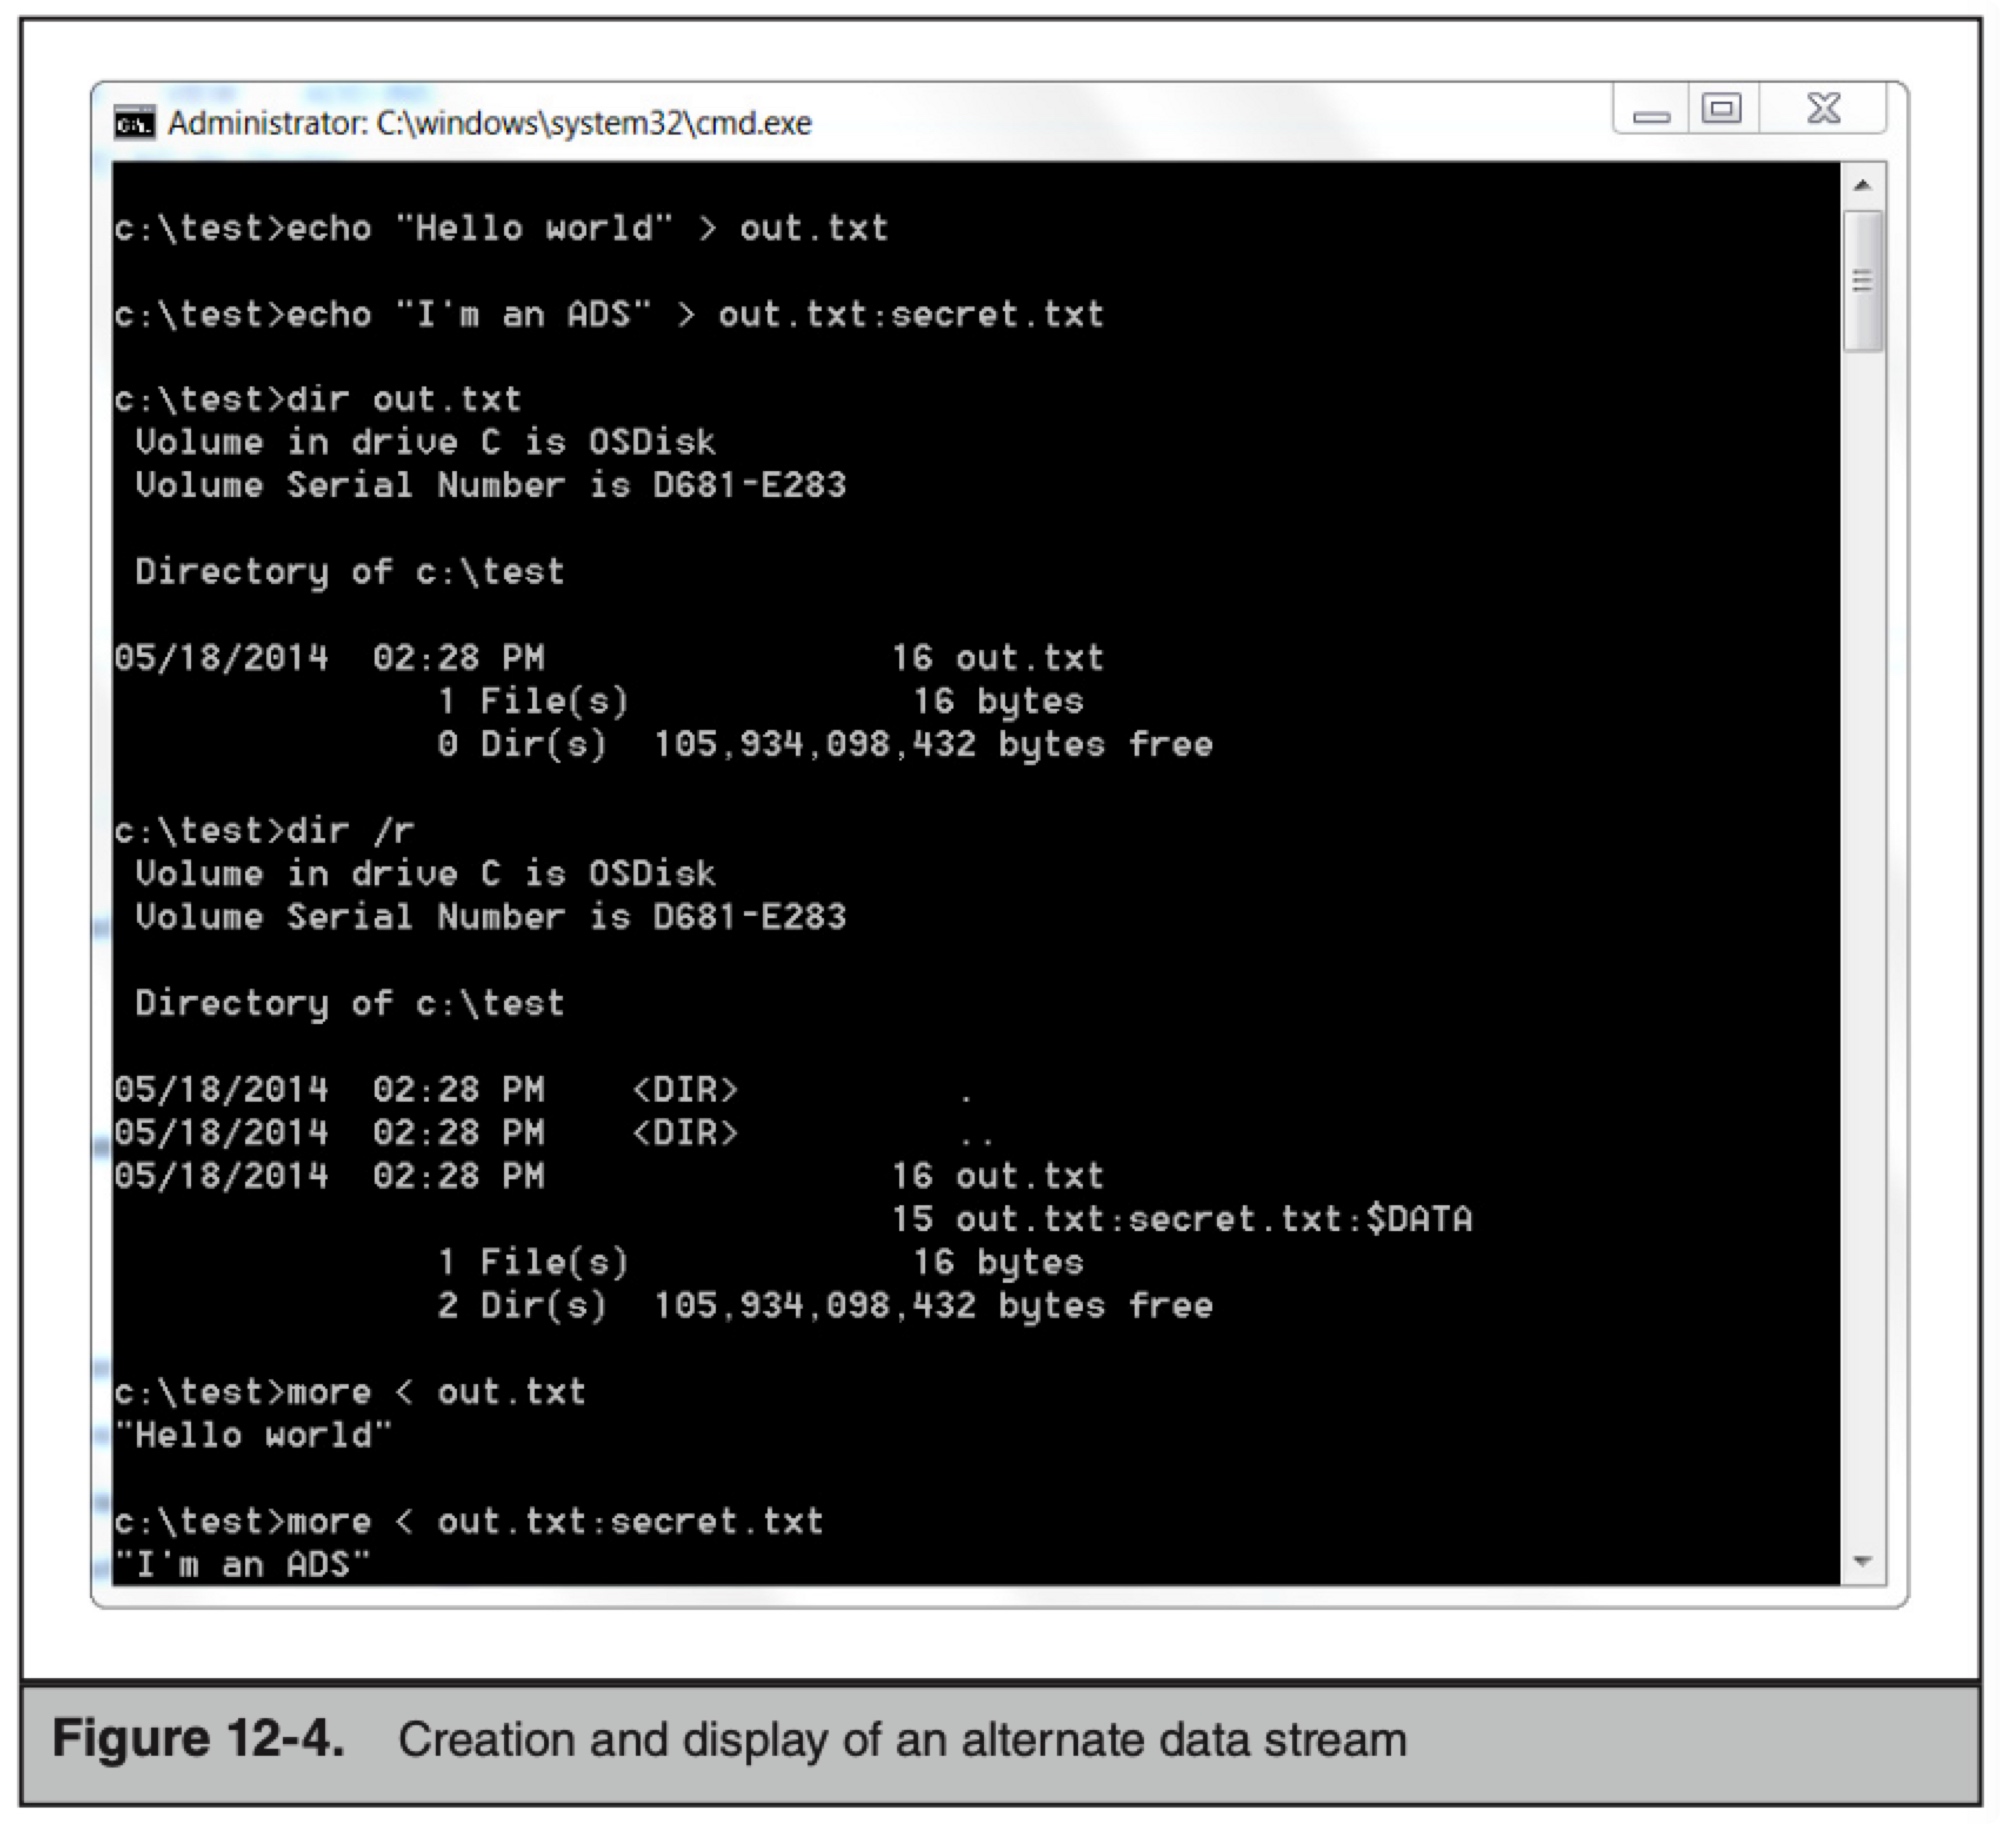 Administrator: C:\windows\system32\cmd.exe
c:\test>echo "Hello world" > out.txt
c:\test>echo "I'm an ADS" > out.txt:secret.txt
c:\test>dir out.txt
Volume in drive C is OSDisk
Volume Serial Number is D681-E283
Directory of c:\test
05/18/2014  02:28 PM                16 out.txt
1 File(s)             16 bytes
0 Dir(s)  105,934,098,432 bytes free
c:\test>dir /r
Volume in drive C is OSDisk
Volume Serial Number is D681-E283
Directory of c:\test
05/18/2014  02:28 PM    <DIR>          .
05/18/2014  02:28 PM    <DIR>          ..
05/18/2014  02:28 PM                16 out.txt
15 out.txt:secret.txt:$DATA
1 File(s)             16 bytes
2 Dir(s)  105,934,098,432 bytes free
c:\test>more < out.txt
"Hello world"
c:\test>more < out.txt:secret.txt
"I'm an ADS"
Figure 12-4. Creation and display of an alternate data stream